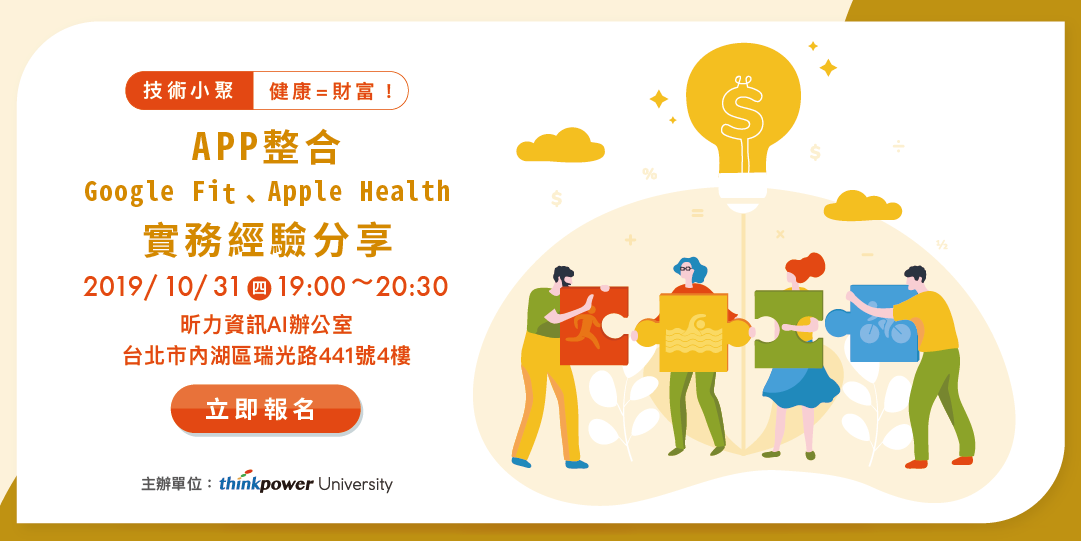 技術小聚 健康=財富！
APP整合
Google Fit、Apple Health
實務經驗分享
2019/10/31 四 19:00～20:30
昕力資訊AI辦公室
台北市內湖區瑞光路441號4樓
立即報名
主辦單位：thinkpower University